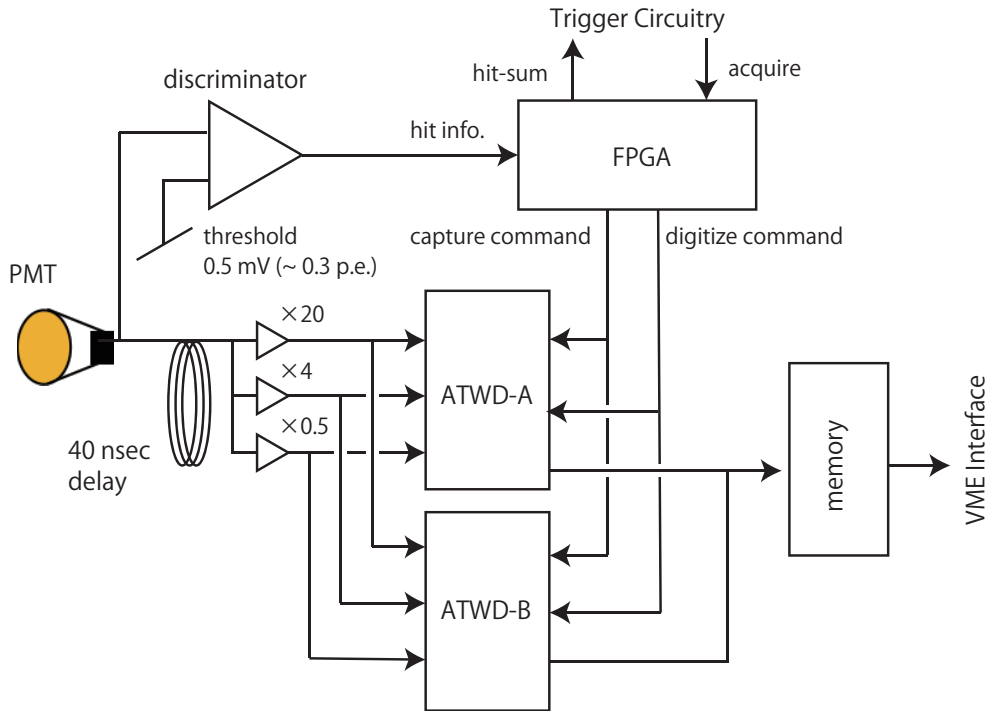 Trigger Circuitry
hit-sum
acquire
discriminator
hit info.
FPGA
threshold
0.5 mV (~ 0.3 p.e.)
capture command
digitize command
PMT
×20
×4
×0.5
ATWD-A
40 nsec
delay
memory
VME Interface
ATWD-B